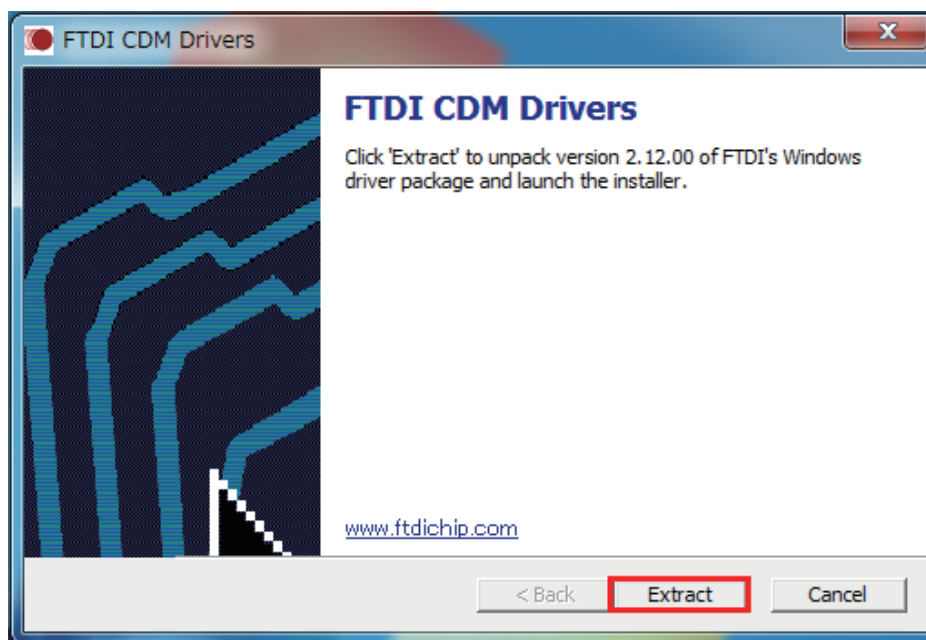 FTDI CDM Drivers
FTDI CDM Drivers
Click 'Extract' to unpack version 2.12.00 of FTDI's Windows
driver package and launch the installer.
www.ftdichip.com
< Back Extract Cancel